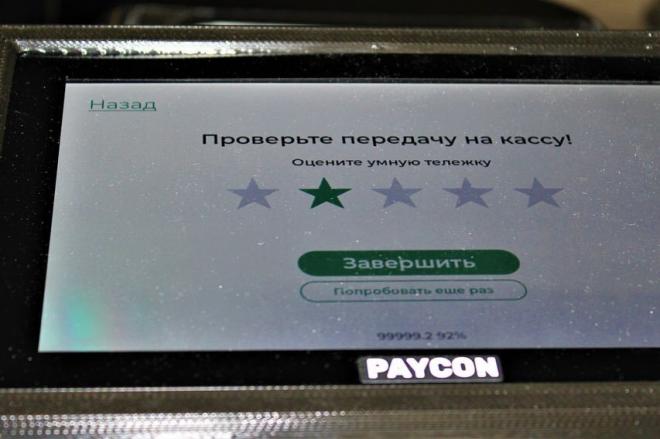 Назад
Проверьте передачу на кассу!
Оцените умную тележку
Завершить
Попробовать еще раз
99999.2 92%
PAYCON